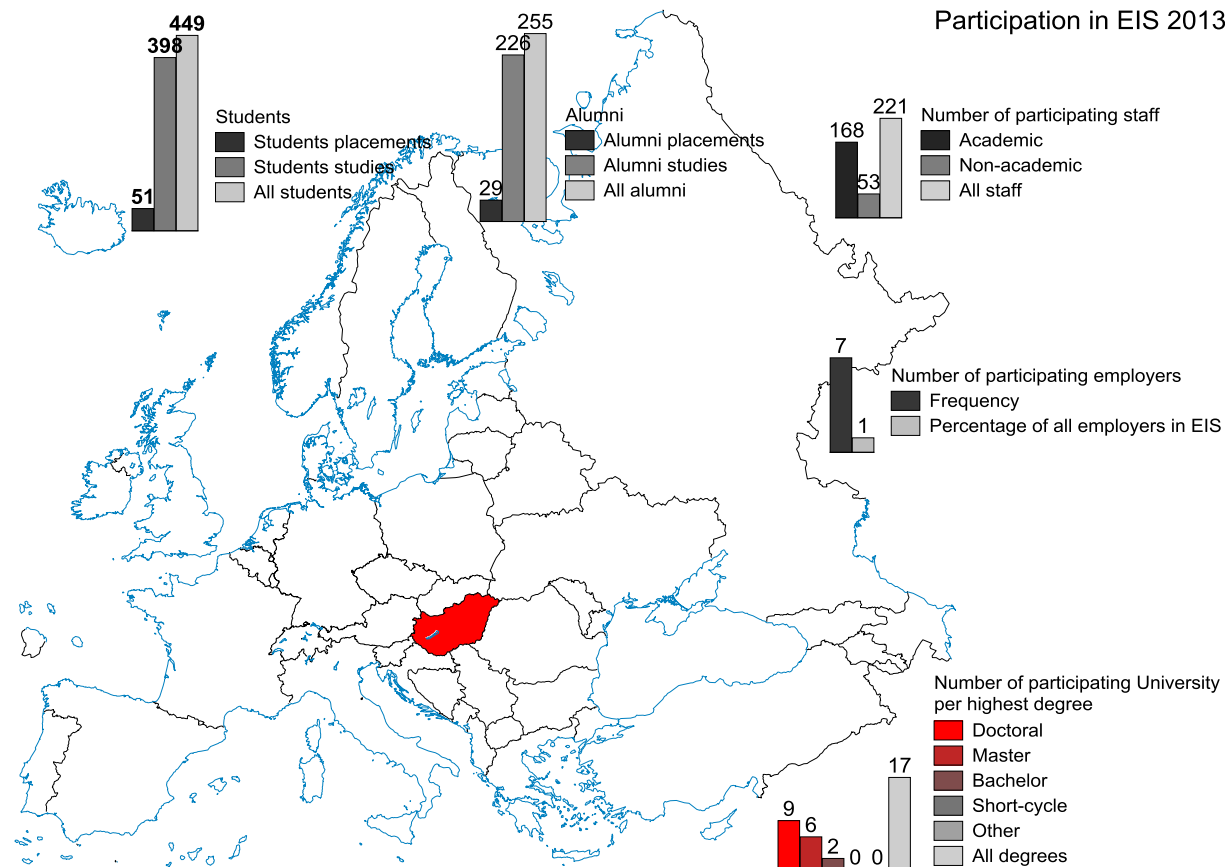 Participation in EIS 2013
449
398
51
Students
Students placements
Students studies
All students
255
226
29
Alumni
Alumni placements
Alumni studies
All alumni
221
168
53
Number of participating staff
Academic
Non-academic
All staff
7
1
Number of participating employers
Frequency
Percentage of all employers in EIS
Number of participating University
per highest degree
Doctoral
Master
Bachelor
Short-cycle
Other
All degrees
17
9
6
2
0 0